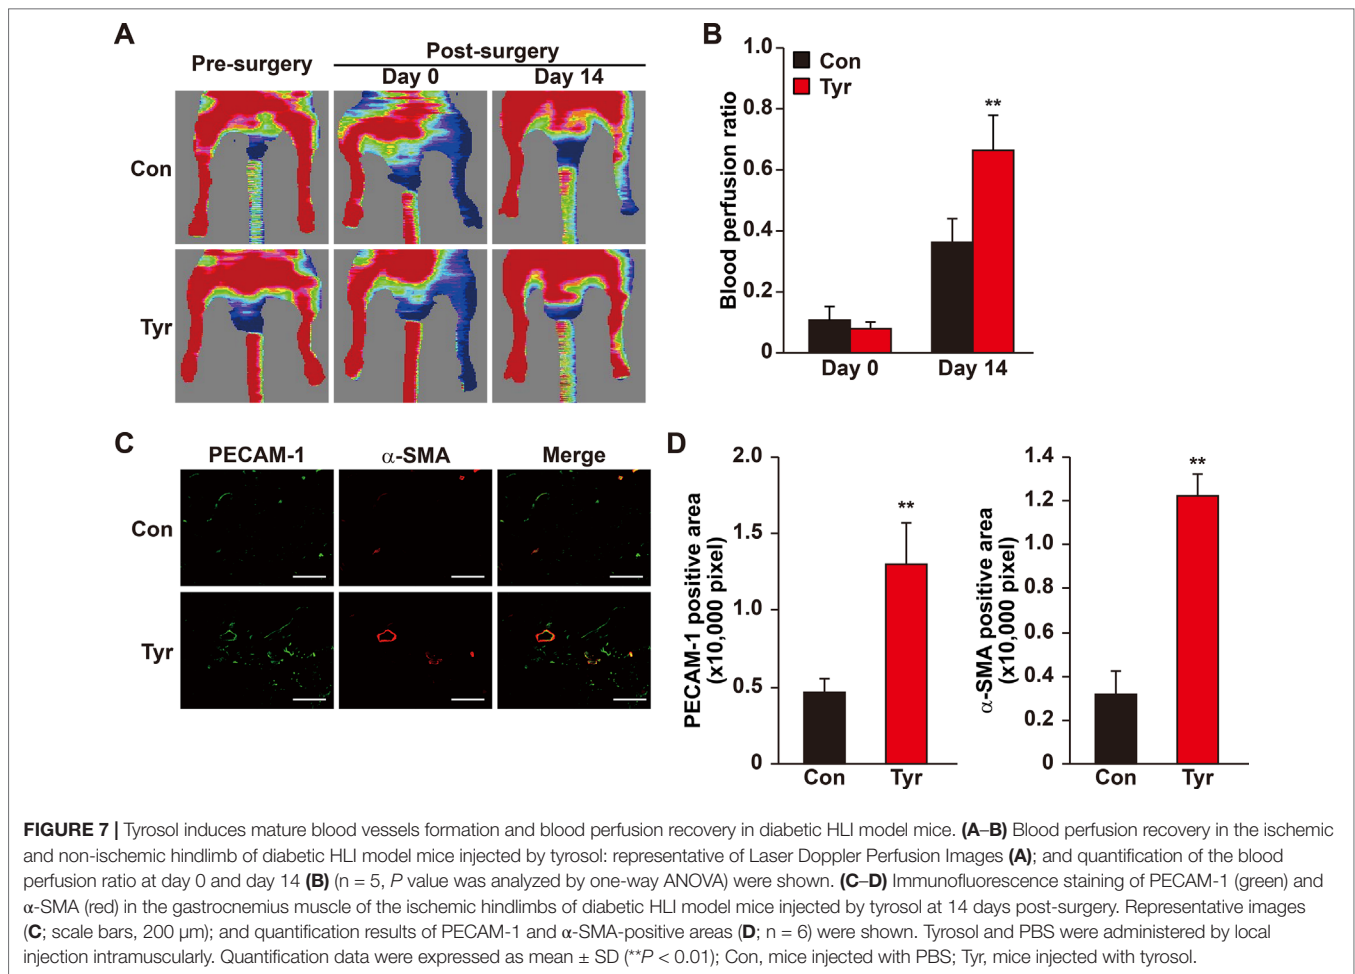 A
Pre-surgery
Post-surgery
Day 0
Day 14
Con
Tyr
B
Blood perfusion ratio
1.0
0.8
0.6
0.4
0.2
0
Con
Tyr
**
Day 0
Day 14
C
PECAM-1
α-SMA
Merge
Con
Tyr
D
PECAM-1 positive area
(x10,000 pixel)
2.0
1.5
1.0
0.5
0
**
Con
Tyr
α-SMA positive area
(x10,000 pixel)
1.4
1.2
1.0
0.8
0.6
0.4
0.2
0
**
Con
Tyr
FIGURE 7 | Tyrosol induces mature blood vessels formation and blood perfusion recovery in diabetic HLI model mice. (A–B) Blood perfusion recovery in the ischemic
and non-ischemic hindlimb of diabetic HLI model mice injected by tyrosol: representative of Laser Doppler Perfusion Images (A); and quantification of the blood
perfusion ratio at day 0 and day 14 (B) (n = 5, P value was analyzed by one-way ANOVA) were shown. (C–D) Immunofluorescence staining of PECAM-1 (green) and
α-SMA (red) in the gastrocnemius muscle of the ischemic hindlimbs of diabetic HLI model mice injected by tyrosol at 14 days post-surgery. Representative images
(C; scale bars, 200 µm); and quantification results of PECAM-1 and α-SMA-positive areas (D; n = 6) were shown. Tyrosol and PBS were administered by local
injection intramuscularly. Quantification data were expressed as mean ± SD (**P < 0.01); Con, mice injected with PBS; Tyr, mice injected with tyrosol.